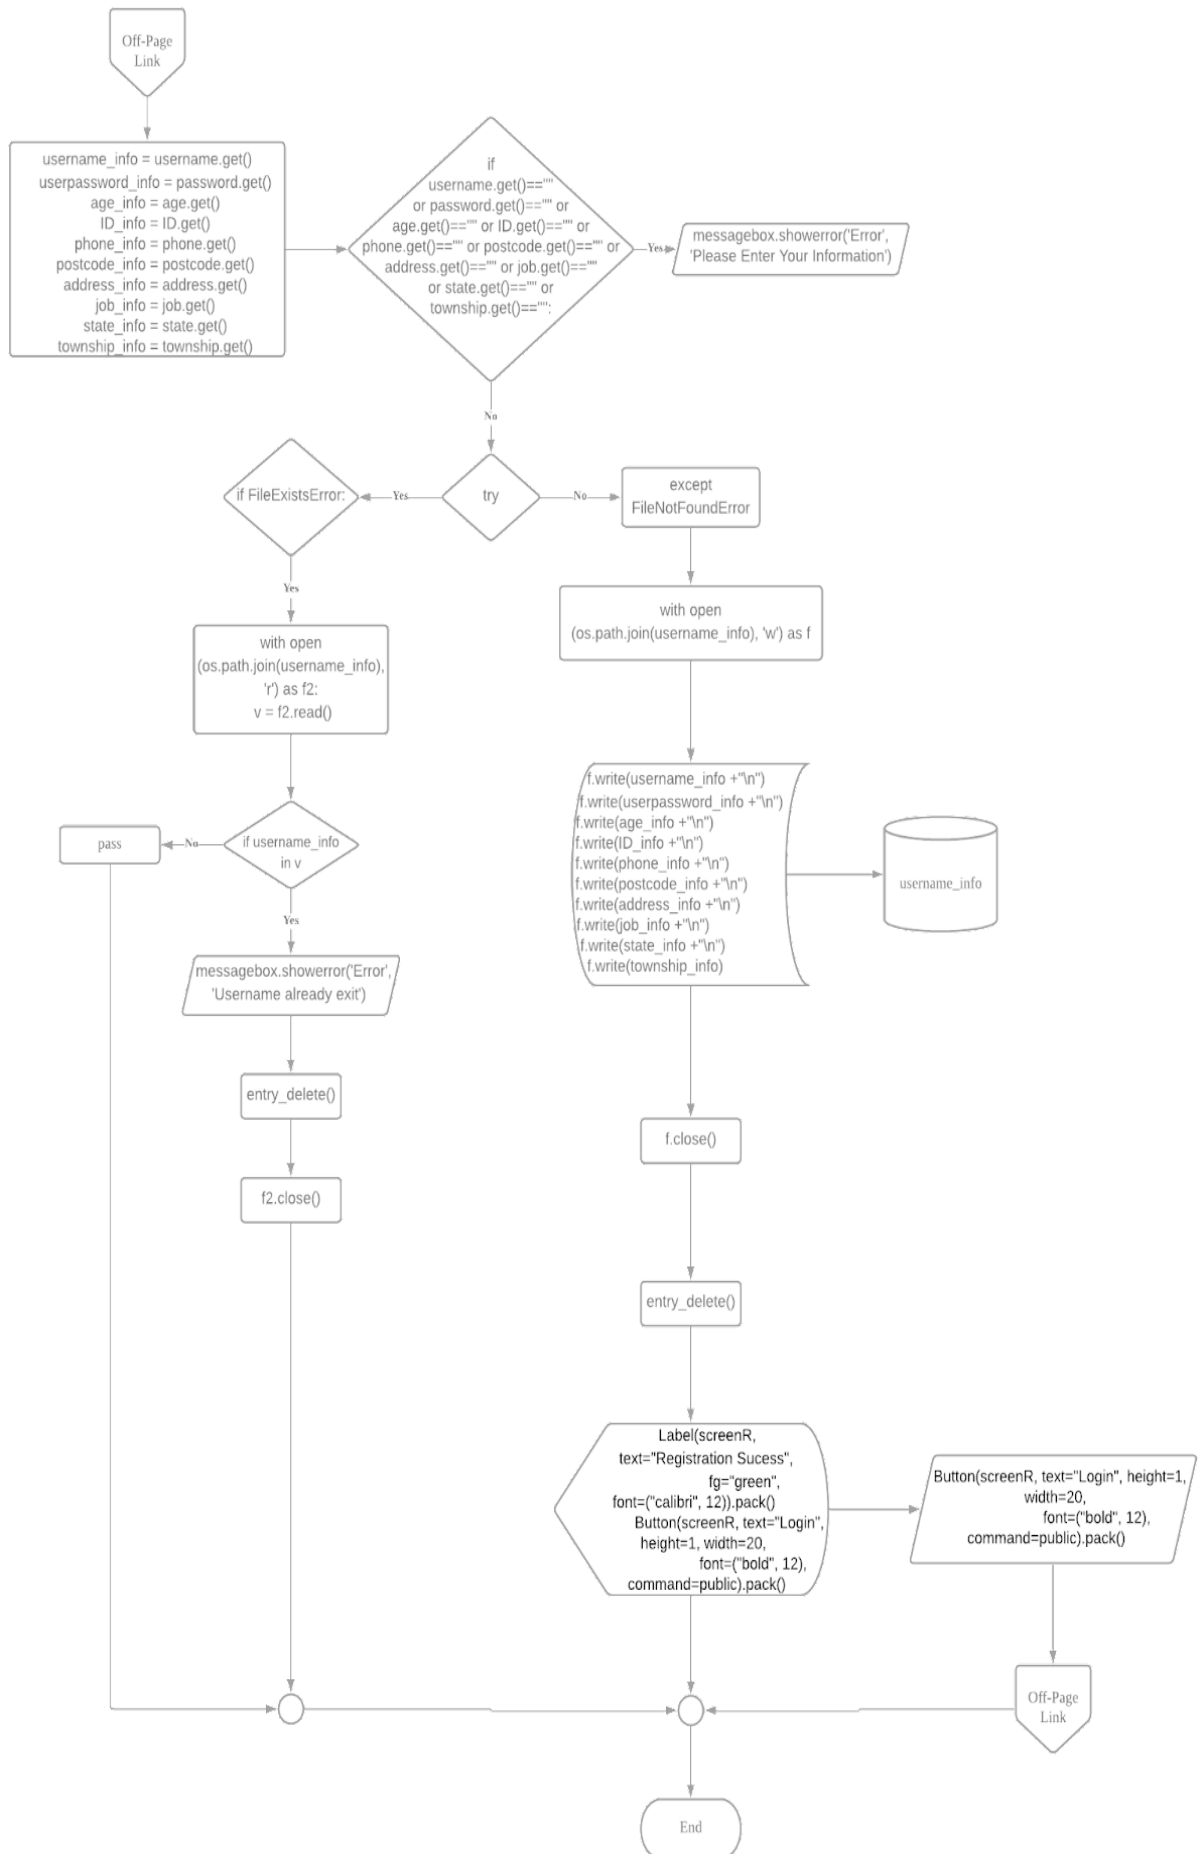 Off-Page
Link
username_info = username.get()
userpassword_info = password.get()
age_info = age.get()
ID_info = ID.get()
phone_info = phone.get()
postcode_info = postcode.get()
address_info = address.get()
job_info = job.get()
state_info = state.get()
township_info = township.get()
if
username.get()==""
or password.get()=="" or
age.get()=="" or ID.get()=="" or
phone.get()=="" or postcode.get()=="" or
address.get()=="" or job.get()==""
or state.get()=="" or
township.get()=="":
Yes
messagebox.showerror('Error',
'Please Enter Your Information')
No
if FileExistsError:
Yes
try
No
except
FileNotFoundError
Yes
with open
(os.path.join(username_info),
'r') as f2:
v = f2.read()
with open
(os.path.join(username_info), 'w') as f
f.write(username_info +"\n")
f.write(userpassword_info +"\n")
f.write(age_info +"\n")
f.write(ID_info +"\n")
f.write(phone_info +"\n")
f.write(postcode_info +"\n")
f.write(address_info +"\n")
f.write(job_info +"\n")
f.write(state_info +"\n")
f.write(township_info)
username_info
pass
No
if username_info
in v
Yes
messagebox.showerror('Error',
'Username already exit')
entry_delete()
f2.close()
f.close()
entry_delete()
Label(screenR,
text="Registration Sucess",
fg="green",
font=("calibri", 12)).pack()
Button(screenR, text="Login",
height=1, width=20,
font=("bold", 12),
command=public).pack()
Button(screenR, text="Login", height=1,
width=20,
font=("bold", 12),
command=public).pack()
Off-Page
Link
End